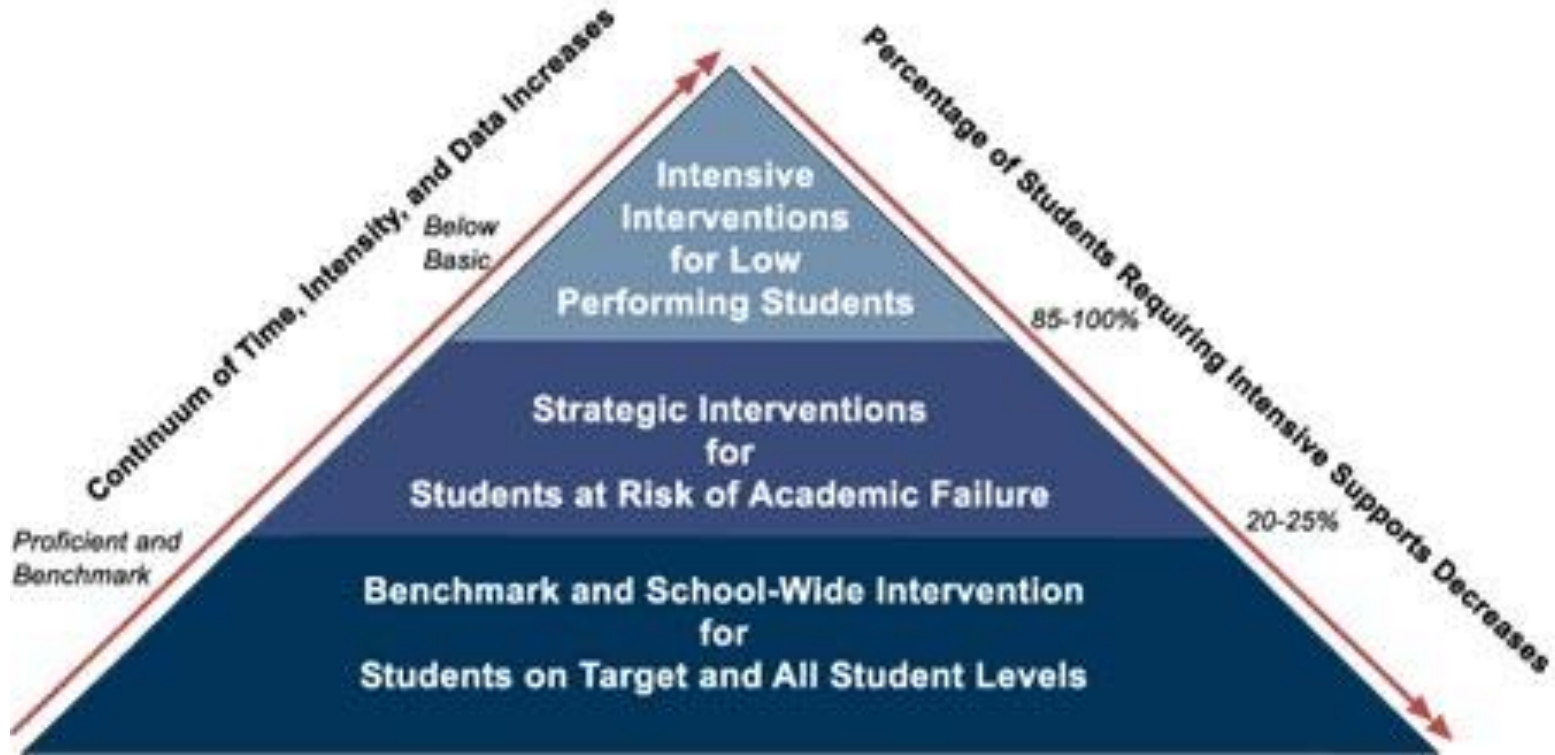 Continuum of Time, Intensity, and Data Increases
Percentage of Students Requiring Intensive Supports Decreases
Intensive
Interventions
for Low
Performing Students
Below
Basic
85-100%
Strategic Interventions
for
Students at Risk of Academic Failure
20-25%
Proficient and
Benchmark
Benchmark and School-Wide Intervention
for
Students on Target and All Student Levels